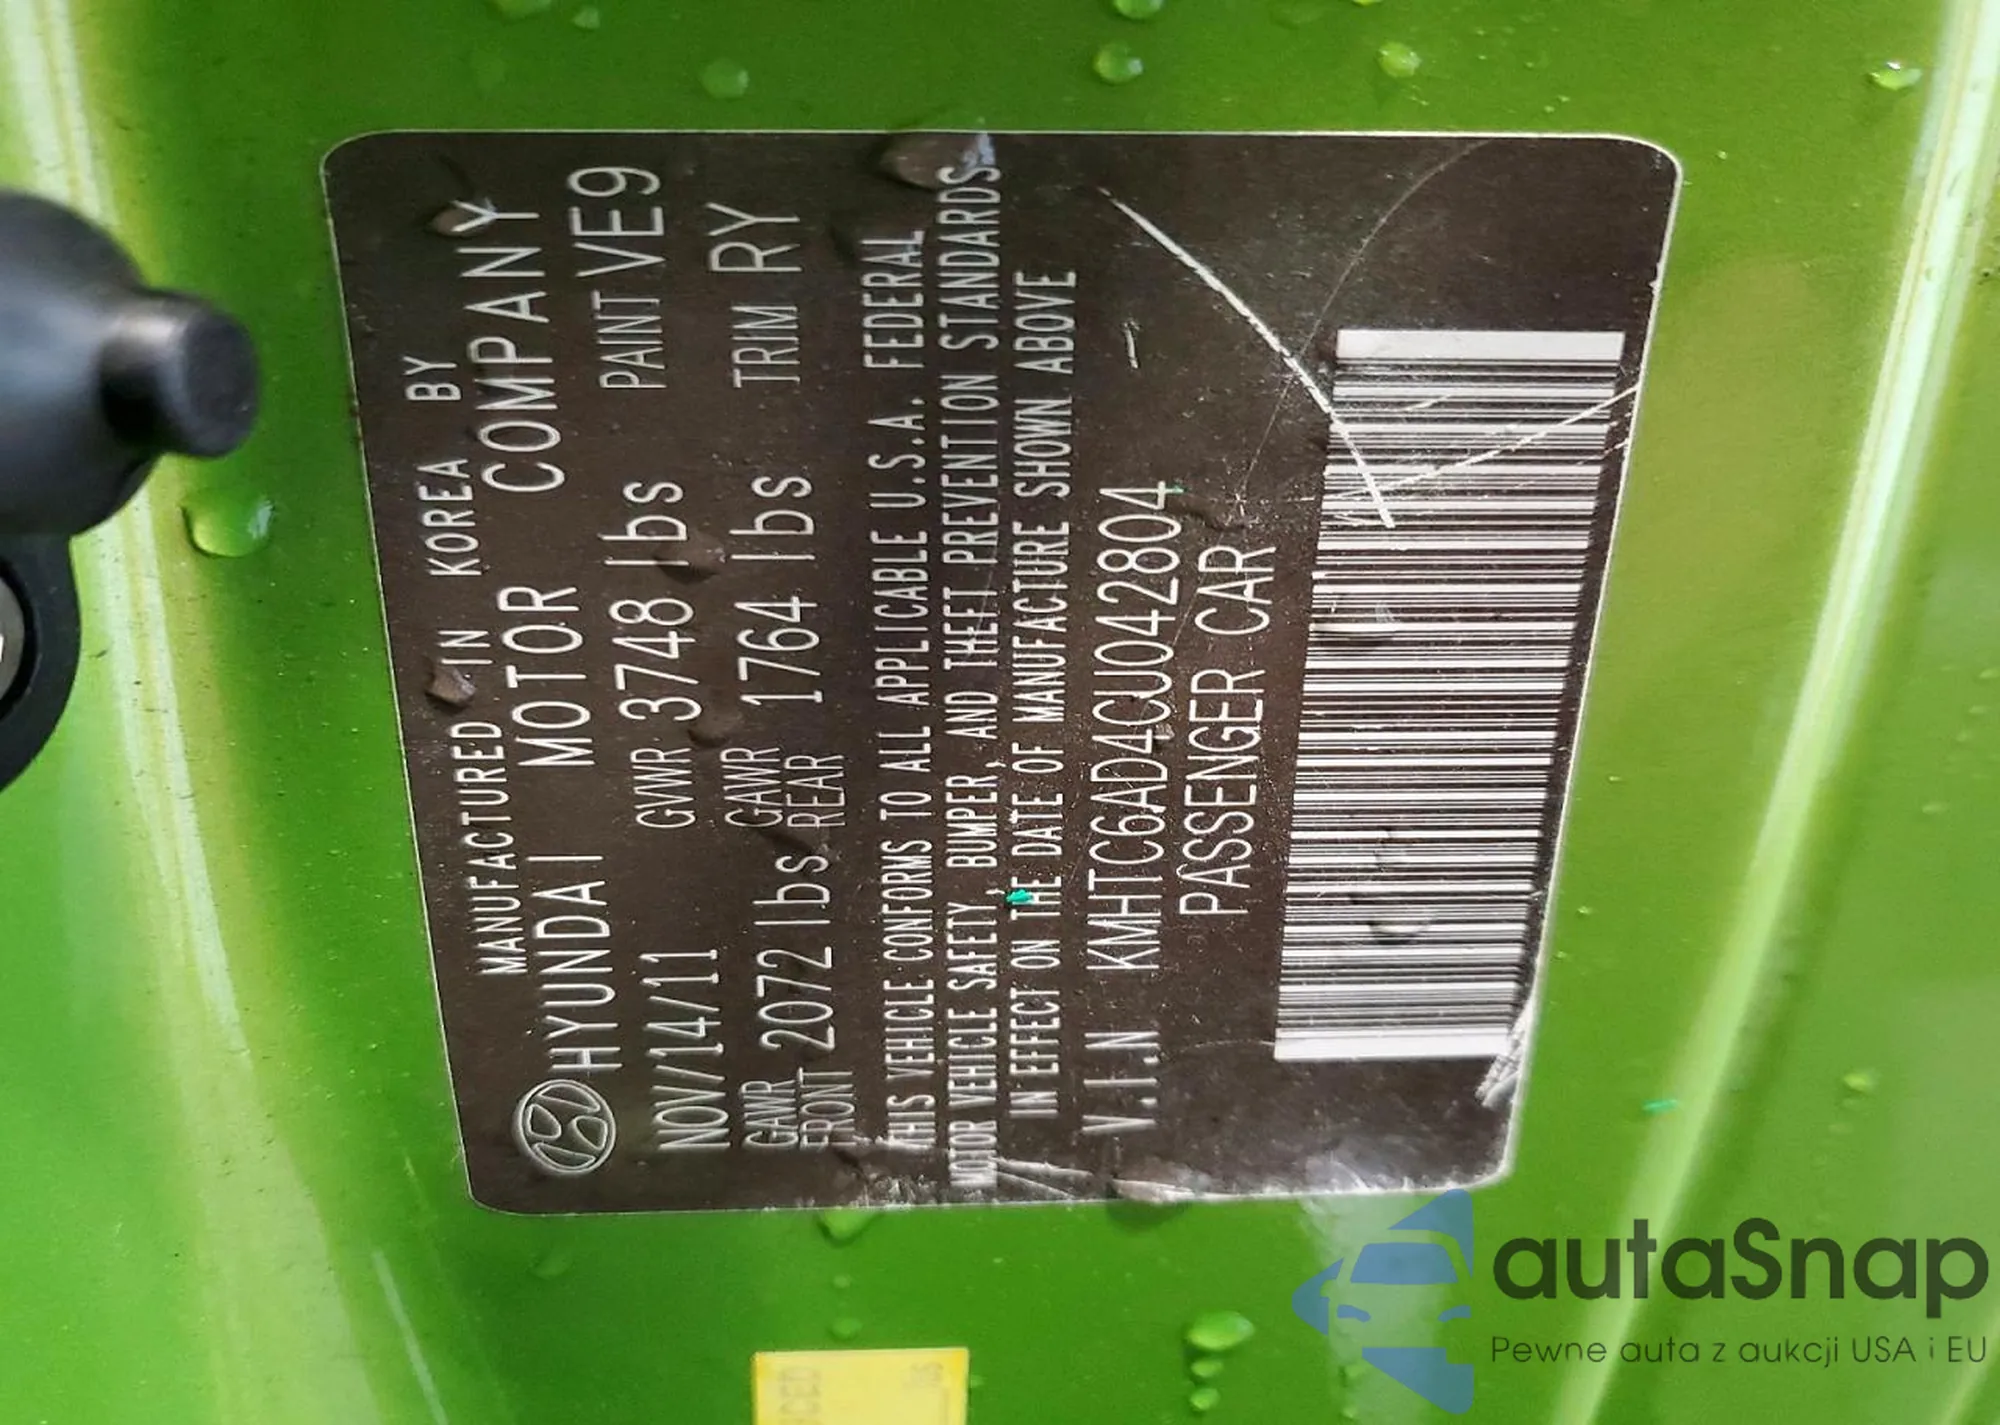 MANUFACTURED IN KOREA BY
HYUNDAI MOTOR COMPANY
NOV/14/11 GVWR 3748 lbs PAINT VE9
GAWR FRONT 2072 lbs GAWR REAR 1764 lbs TRIM RY
THIS VEHICLE CONFORMS TO ALL APPLICABLE U.S.A. FEDERAL
MOTOR VEHICLE SAFETY, BUMPER, AND THEFT PREVENTION STANDARDS
IN EFFECT ON THE DATE OF MANUFACTURE SHOWN ABOVE
V.I.N KMHTC6AD4CU042804
PASSENGER CAR
autaSnap
Pewne auta z aukcji USA i EU